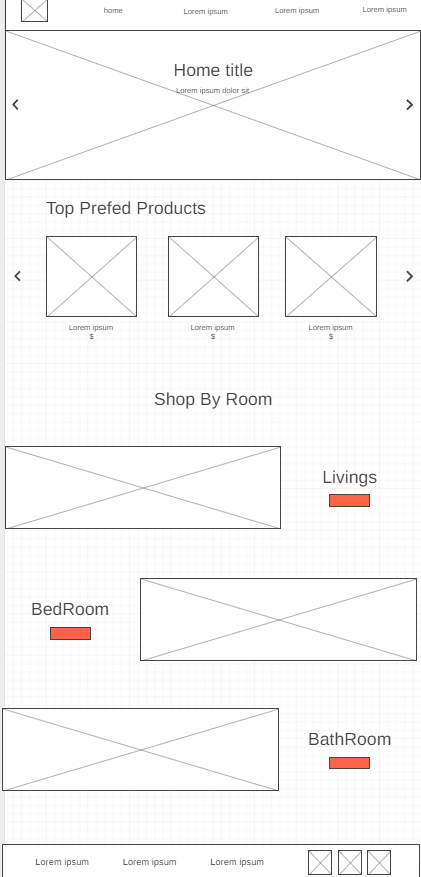 home
Lorem ipsum
Lorem ipsum
Lorem ipsum
Home title
Lorem ipsum dolor sit
Top Prefed Products
Lorem ipsum
$
Lorem ipsum
$
Lorem ipsum
$
Shop By Room
Livings
BedRoom
BathRoom
Lorem ipsum
Lorem ipsum
Lorem ipsum